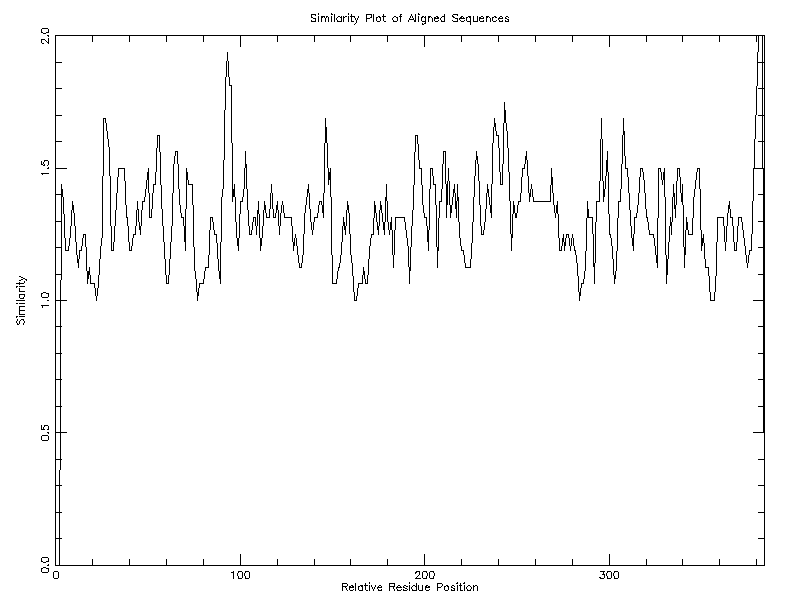 Similarity Plot of Aligned Sequences
2.0
1.5
1.0
0.5
0.0
Similarity
0 100 200 300
Relative Residue Position